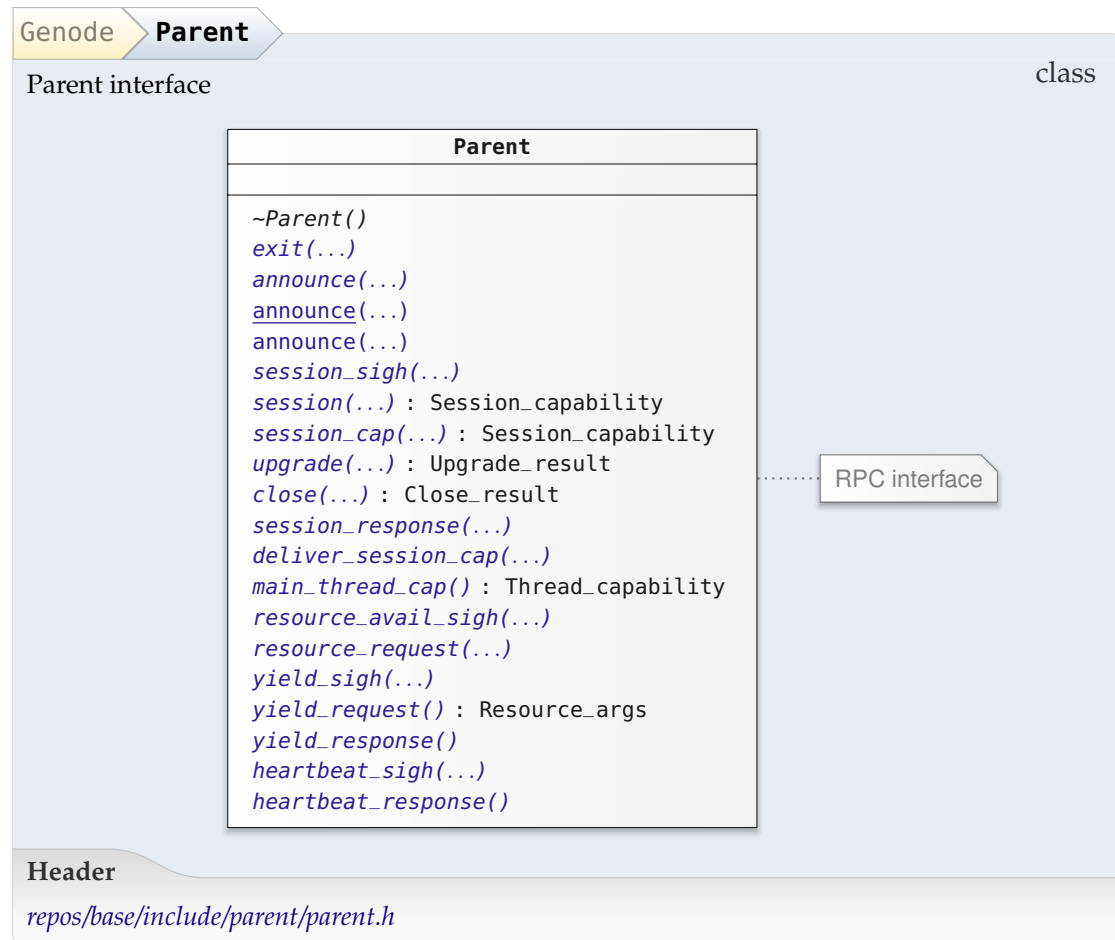 Genode Parent
class
Parent interface
Parent
~Parent()
exit(...)
announce(...)
announce(...)
announce(...)
session_sigh(...)
session(...) : Session_capability
session_cap(...) : Session_capability
upgrade(...) : Upgrade_result
close(...) : Close_result
session_response(...)
deliver_session_cap(...)
main_thread_cap() : Thread_capability
resource_avail_sigh(...)
resource_request(...)
yield_sigh(...)
yield_request() : Resource_args
yield_response()
heartbeat_sigh(...)
heartbeat_response()
RPC interface
Header
repos/base/include/parent/parent.h